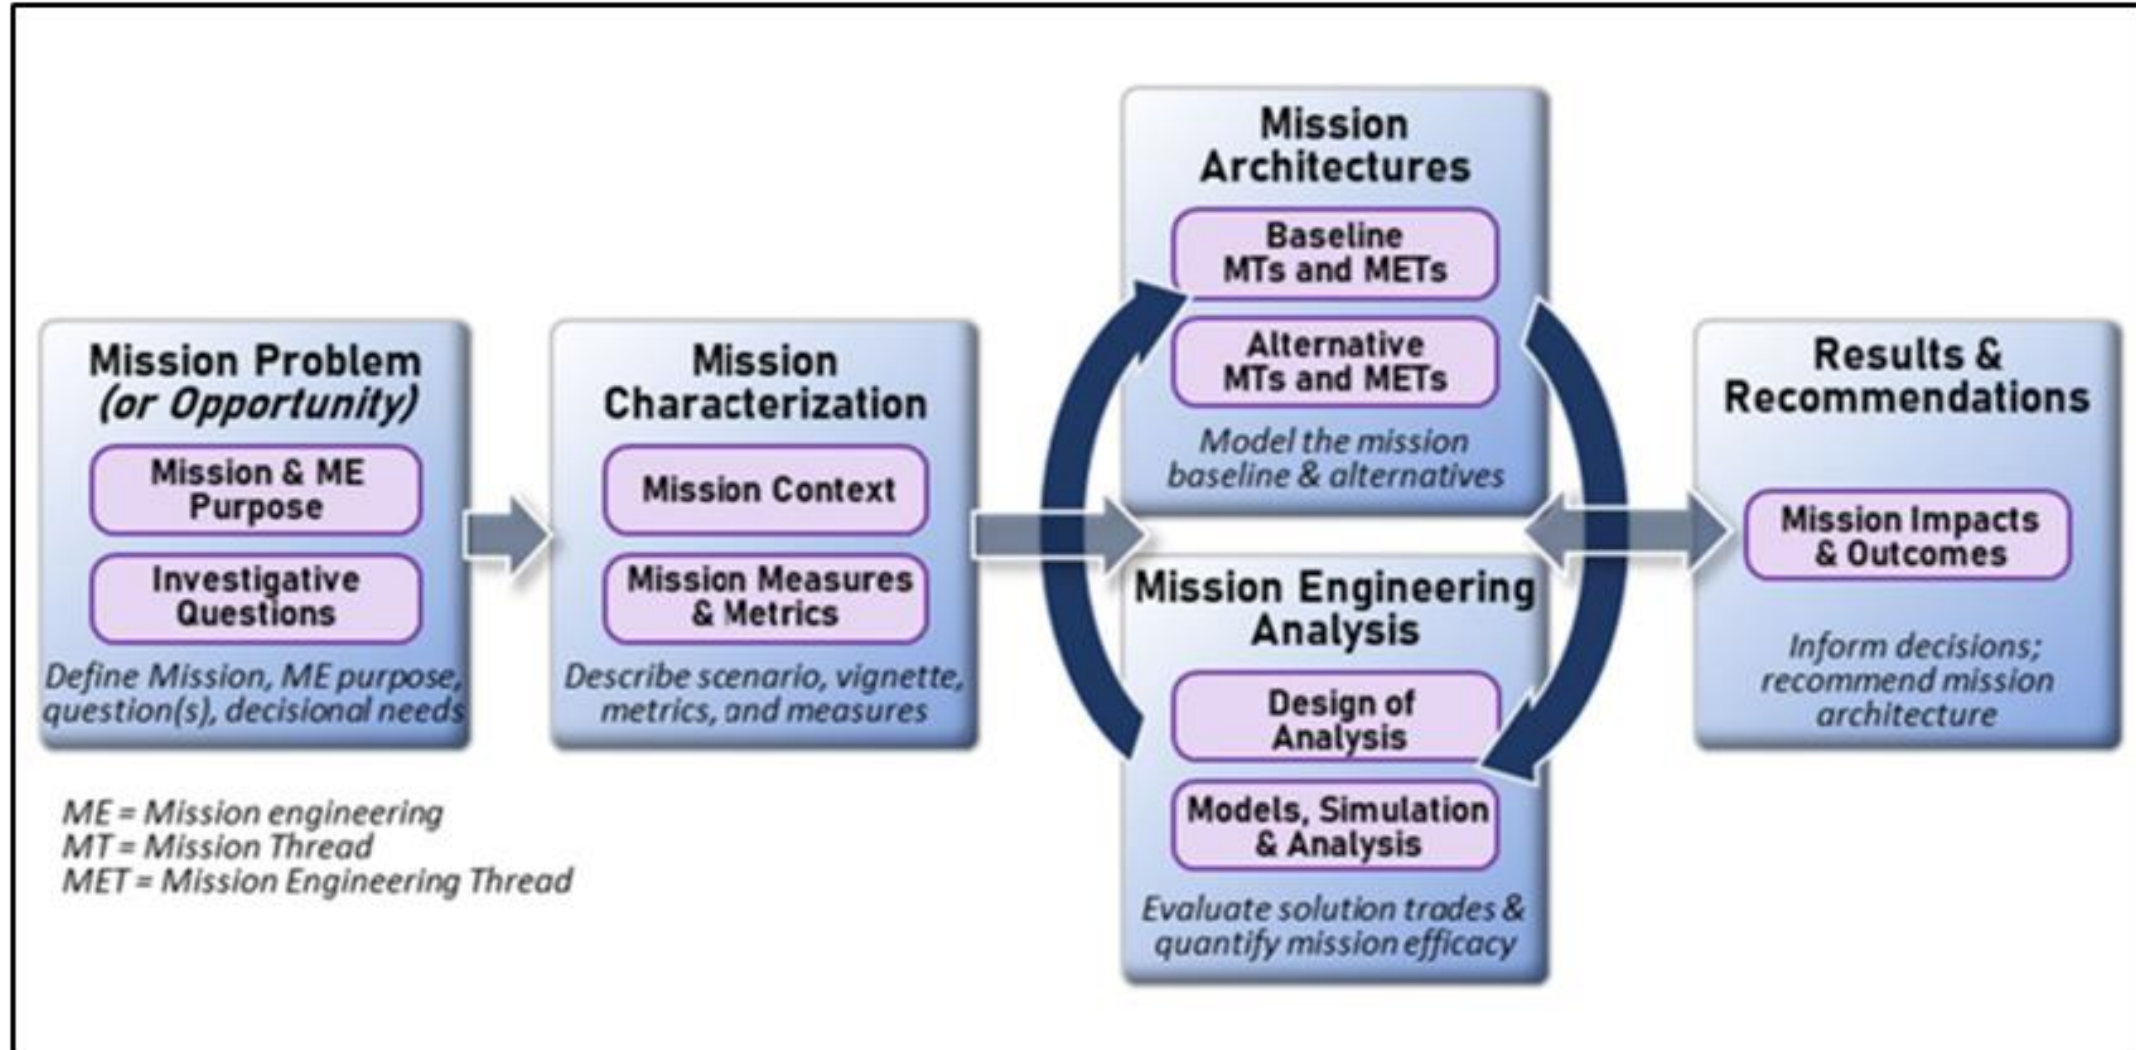 Mission Problem
(or Opportunity)
Mission & ME
Purpose
Investigative
Questions
Define Mission, ME purpose,
question(s), decisional needs
Mission
Characterization
Mission Context
Mission Measures
& Metrics
Describe scenario, vignette,
metrics, and measures
Mission
Architectures
Baseline
MTs and METs
Alternative
MTs and METs
Model the mission
baseline & alternatives
Mission Engineering
Analysis
Design of
Analysis
Models, Simulation
& Analysis
Evaluate solution trades &
quantify mission efficacy
Results &
Recommendations
Mission Impacts
& Outcomes
Inform decisions;
recommend mission
architecture
ME = Mission engineering
MT = Mission Thread
MET = Mission Engineering Thread